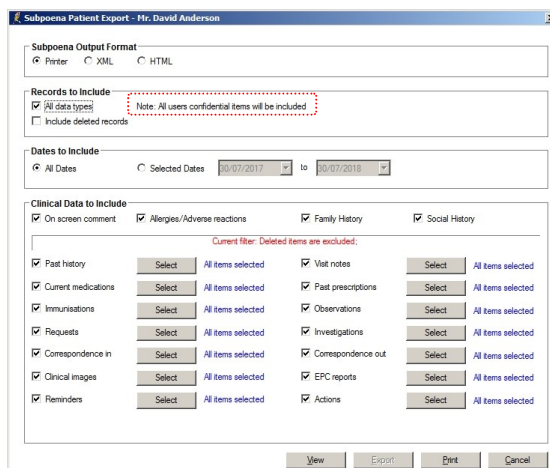 Subpoena Patient Export - Mr. David Anderson
Subpoena Output Format
Printer XML HTML
Records to Include
All data types Note: All users confidential items will be included
Include deleted records
Dates to Include
All Dates Selected Dates 30/07/2017 to 30/07/2018
Clinical Data to Include
On screen comment Allergies/Adverse reactions Family History Social History
Current filter: Deleted items are excluded;
Past history Select All items selected Visit notes Select All items selected
Current medications Select All items selected Past prescriptions Select All items selected
Immunisations Select All items selected Observations Select All items selected
Requests Select All items selected Investigations Select All items selected
Correspondence in Select All items selected Correspondence out Select All items selected
Clinical images Select All items selected EPC reports Select All items selected
Reminders Select All items selected Actions Select All items selected
View Export Print Cancel